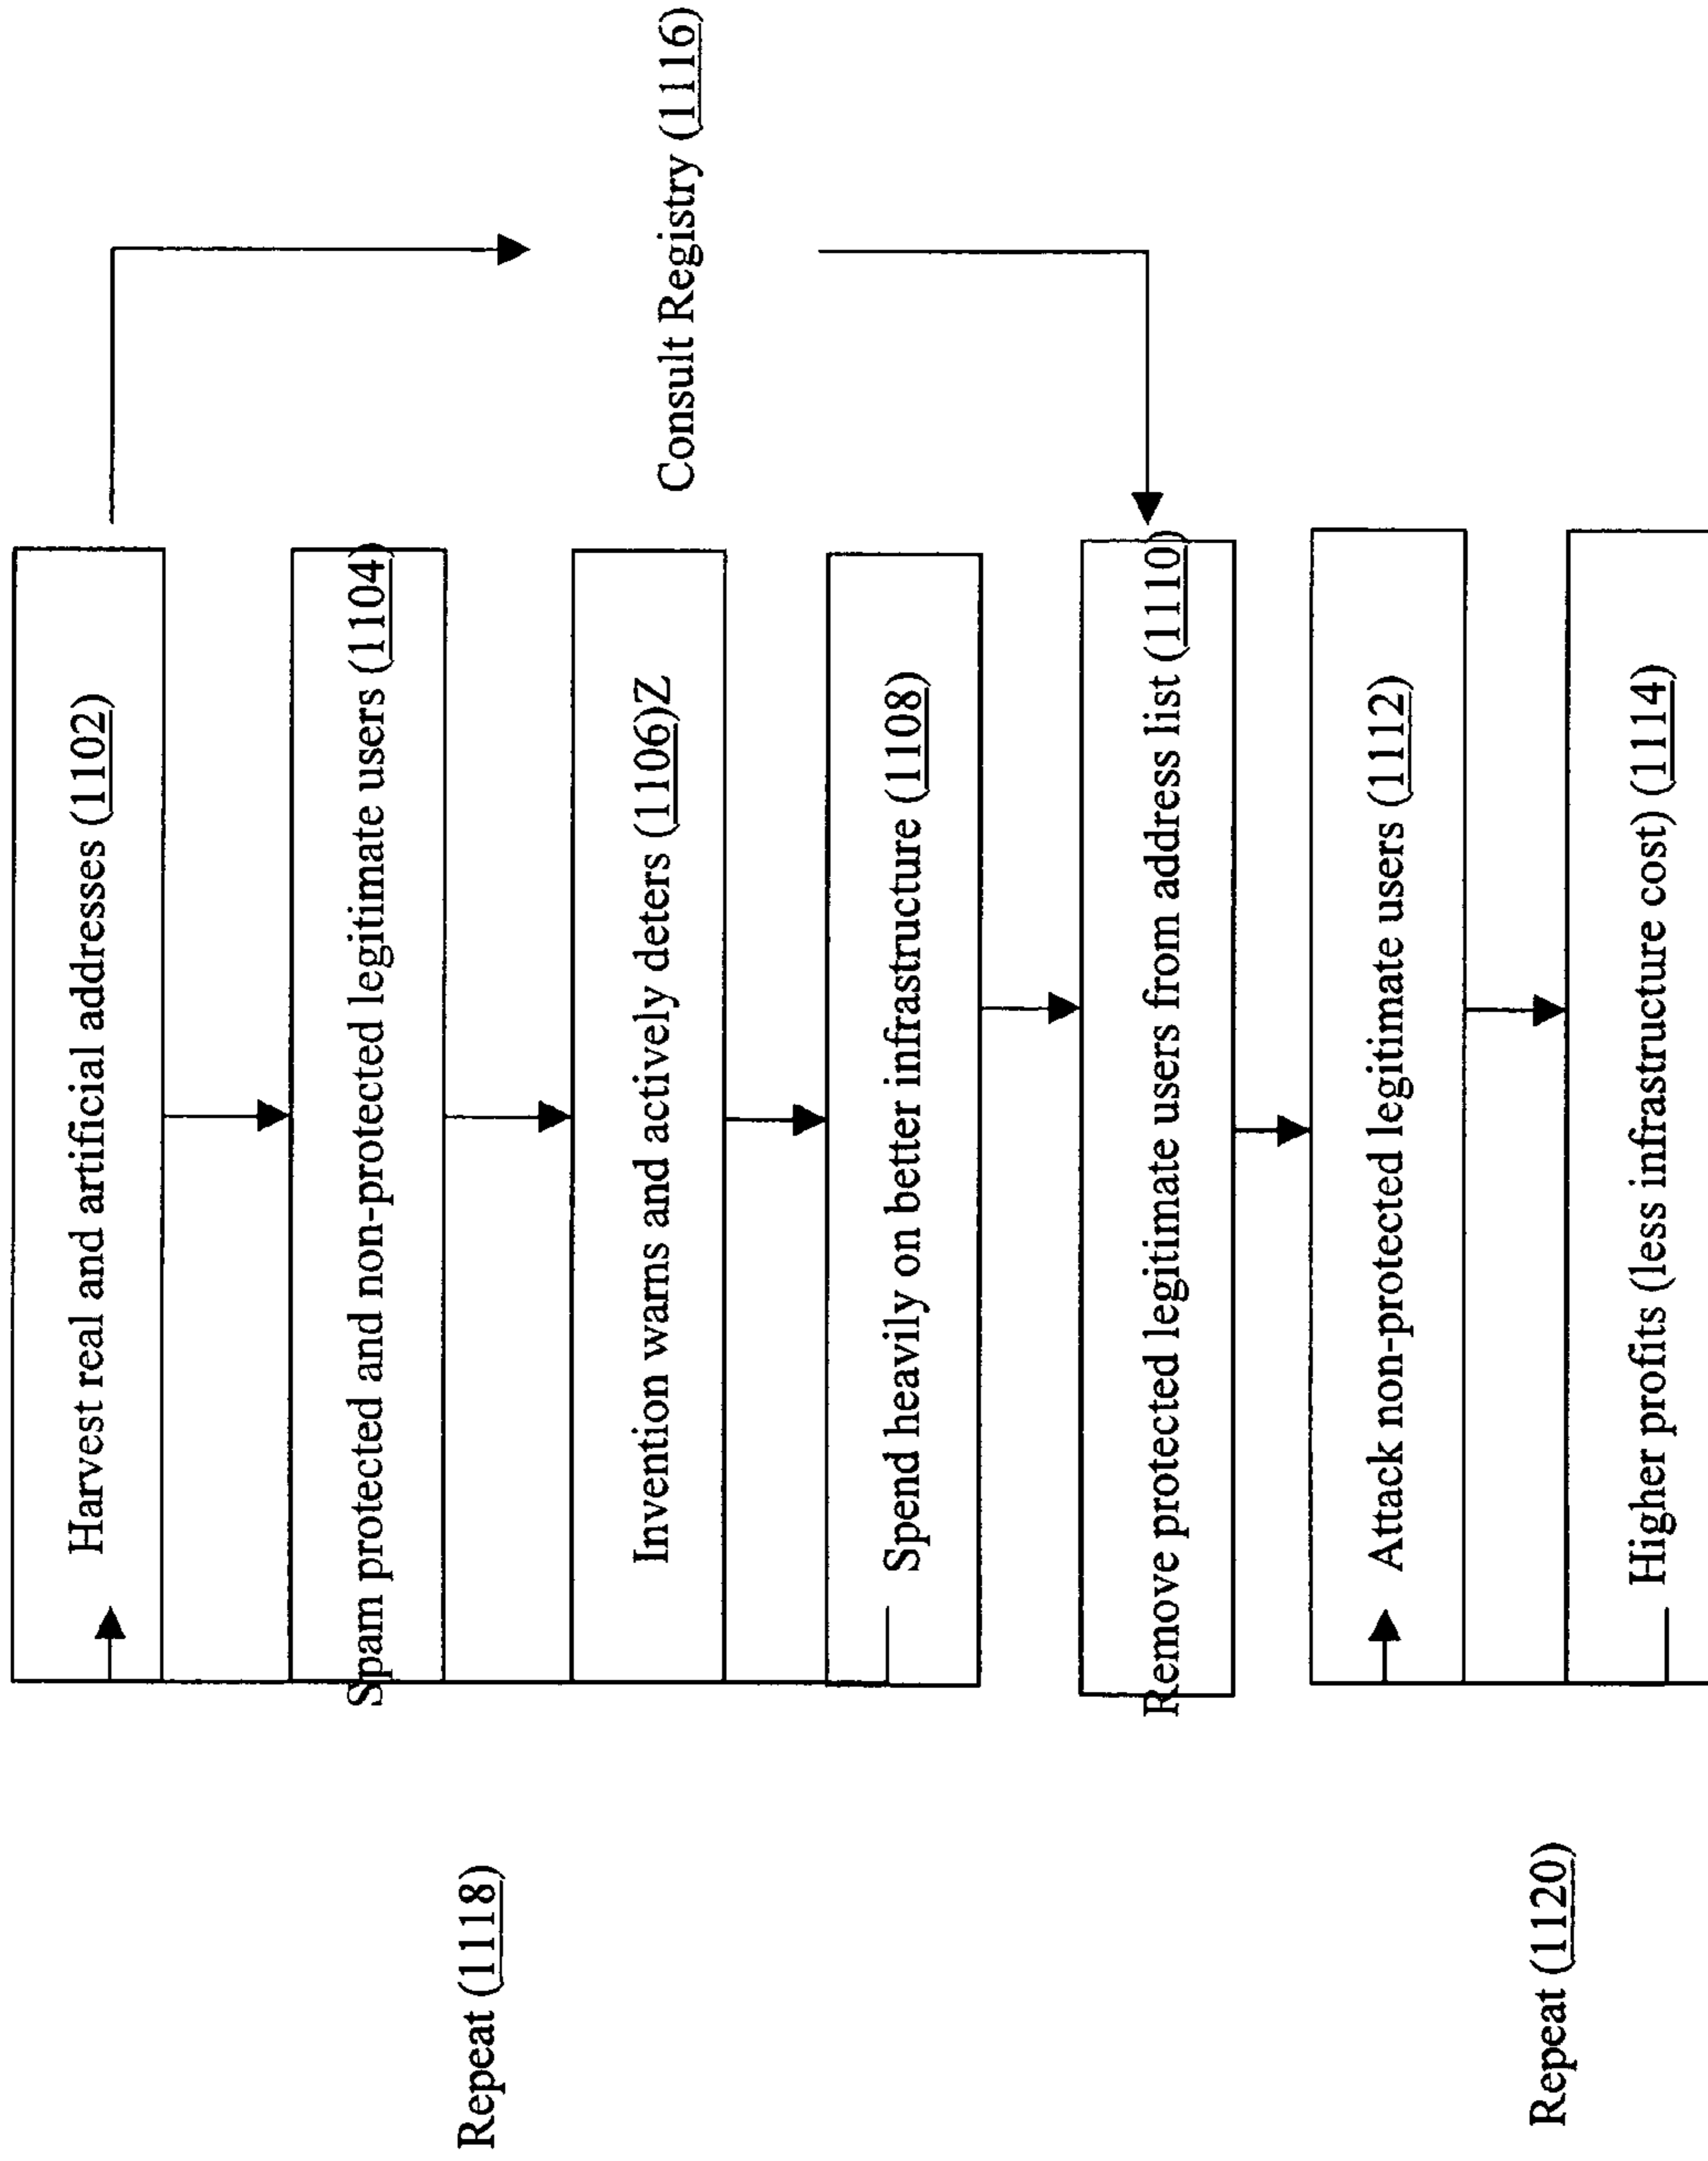 Harvest real and artificial addresses (1102)
Spam protected and non-protected legitimate users (1104)
Invention warns and actively deters (1106)Z
Spend heavily on better infrastructure (1108)
Remove protected legitimate users from address list (1110)
Attack non-protected legitimate users (1112)
Higher profits (less infrastructure cost) (1114)
Consult Registry (1116)
Repeat (1118)
Repeat (1120)